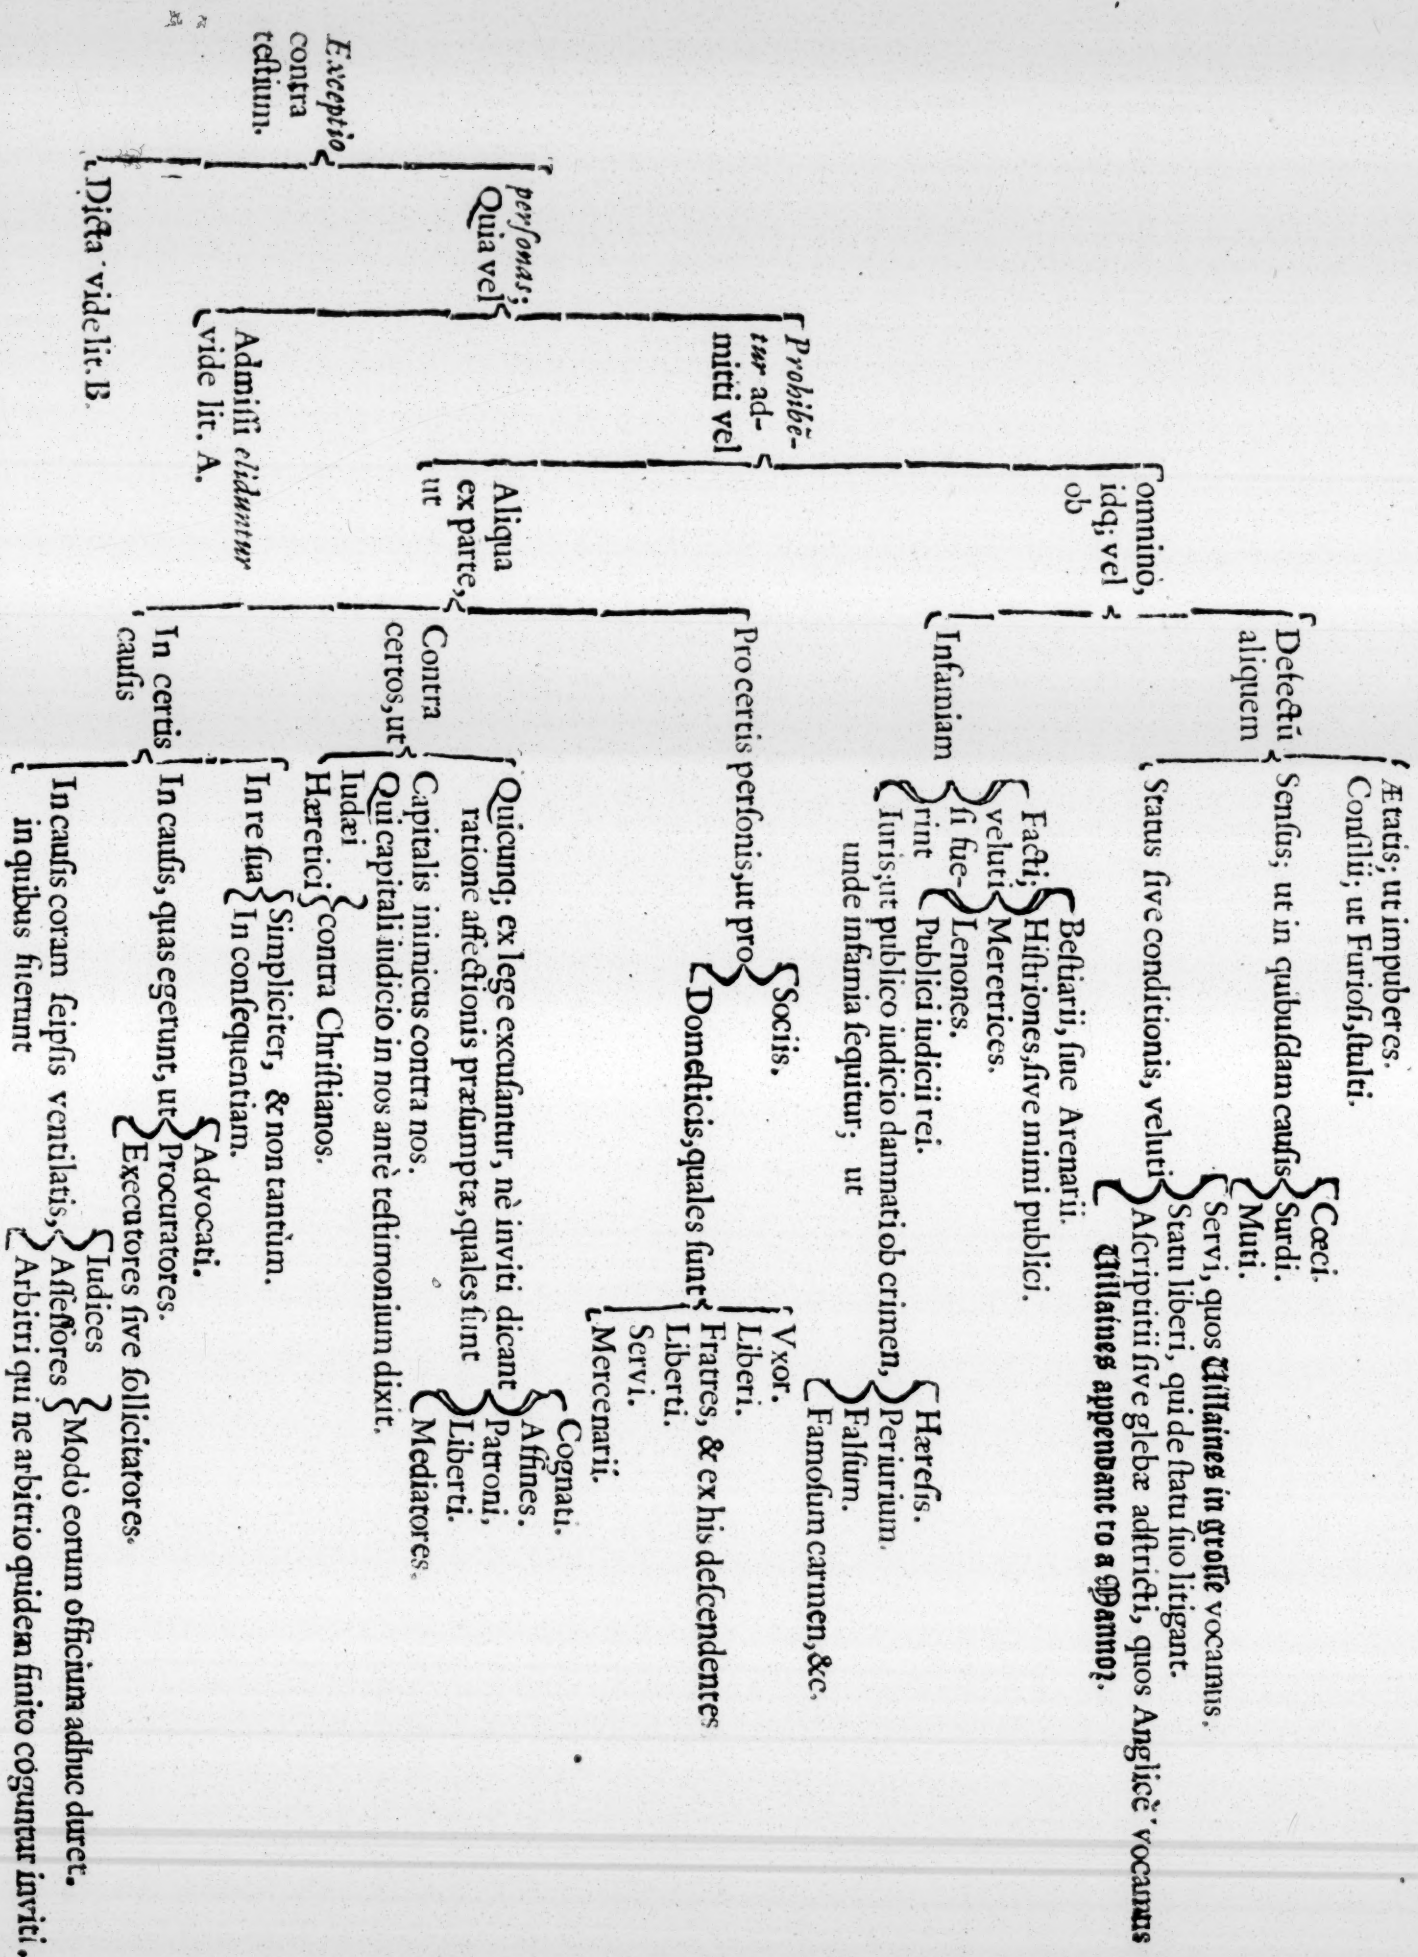 Exceptio
contra
teſtium.
perſonas;
Quia vel
Prohibē-
tur ad-
mitti vel
omnino,
idq; vel
ob
Defectū
aliquem
Ætatis; ut impuberes.
Conſilii; ut Furioſi, ſtulti.
Senſus; ut in quibuſdam cauſis
Cœci.
Surdi.
Muti.
Status ſive conditionis, veluti
Servi, quos Uillaines in groſſe vocamus.
Statu liberi, qui de ſtatu ſuo litigant.
Aſcriptitii ſive glebæ adſtricti, quos Anglicè vocamus
Uillaines appendant to a Mannoꝛ.
Infamiam
Facti;
veluti
ſi fue-
rint
Beſtiarii, ſiue Arenarii.
Hiſtriones, ſive mimi publici.
Meretrices.
Lenones.
Publici iudicii rei.
Iuris; ut publico iudicio damnati ob crimen,
unde infamia ſequitur; ut
Hæreſis.
Periurium.
Falſum.
Famoſum carmen, &c.
Aliqua
ex parte,
ut
Pro certis perſonis, ut pro
Sociis.
Domeſticis, quales ſunt
Vxor.
Liberi.
Fratres, & ex his deſcendentes
Liberti.
Servi.
Mercenarii.
Contra
certos, ut
Quicunq; ex lege excuſantur, nè inviti dicant
ratione affectionis præſumptæ, quales ſunt
Cognati.
Affines.
Patroni,
Liberti.
Mediatores.
Capitalis inimicus contra nos.
Qui capitali iudicio in nos antè teſtimonium dixit.
Iudæi
Hæretici
contra Chriſtianos.
In certis
cauſis
In re ſua
Simpliciter, & non tantùm.
In conſequentiam.
In cauſis, quas egerunt, ut
Advocati.
Procuratores.
Executores ſive ſollicitatores.
In cauſis coram ſeipſis ventilatis,
in quibus fuerunt
Iudices
Aſſeſſores
Modò eorum officium adhuc duret.
Arbitri qui ne arbitrio quidem finito coguntur inviti.
Admiſſi eliduntur
vide lit. A.
Dicta vide lit. B.